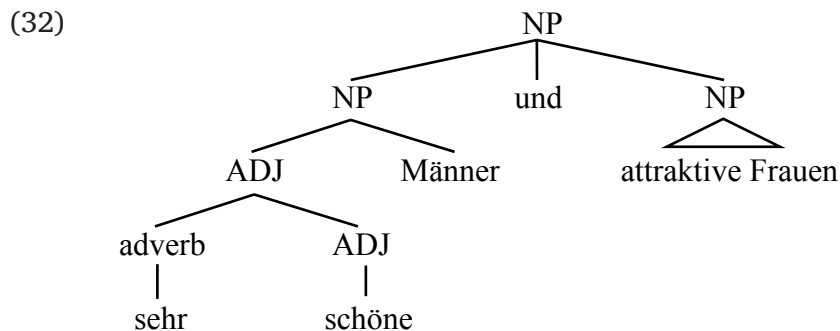 (32) NP
NP und NP
ADJ Männer attraktive Frauen
adverb ADJ
sehr schöne